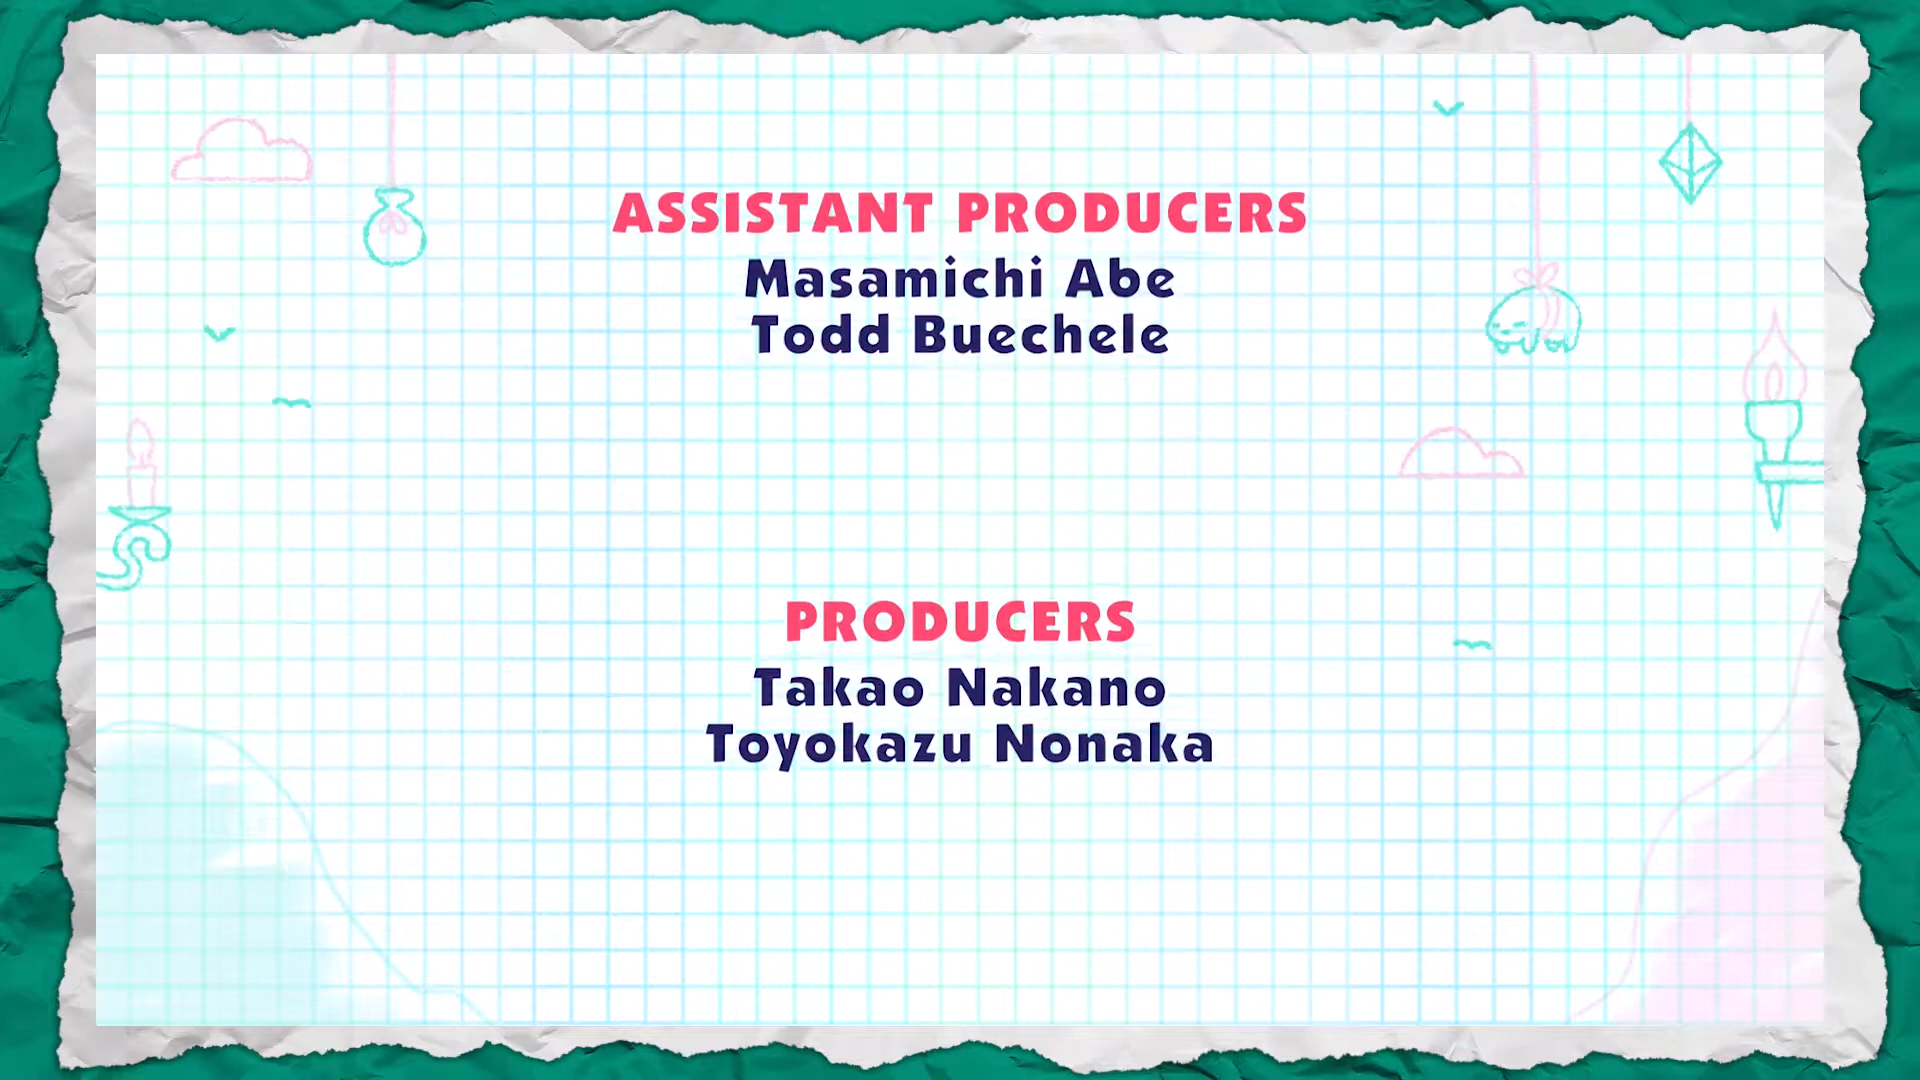 ASSISTANT PRODUCERS
Masamichi Abe
Todd Buechele
PRODUCERS
Takao Nakano
Toyokazu Nonaka